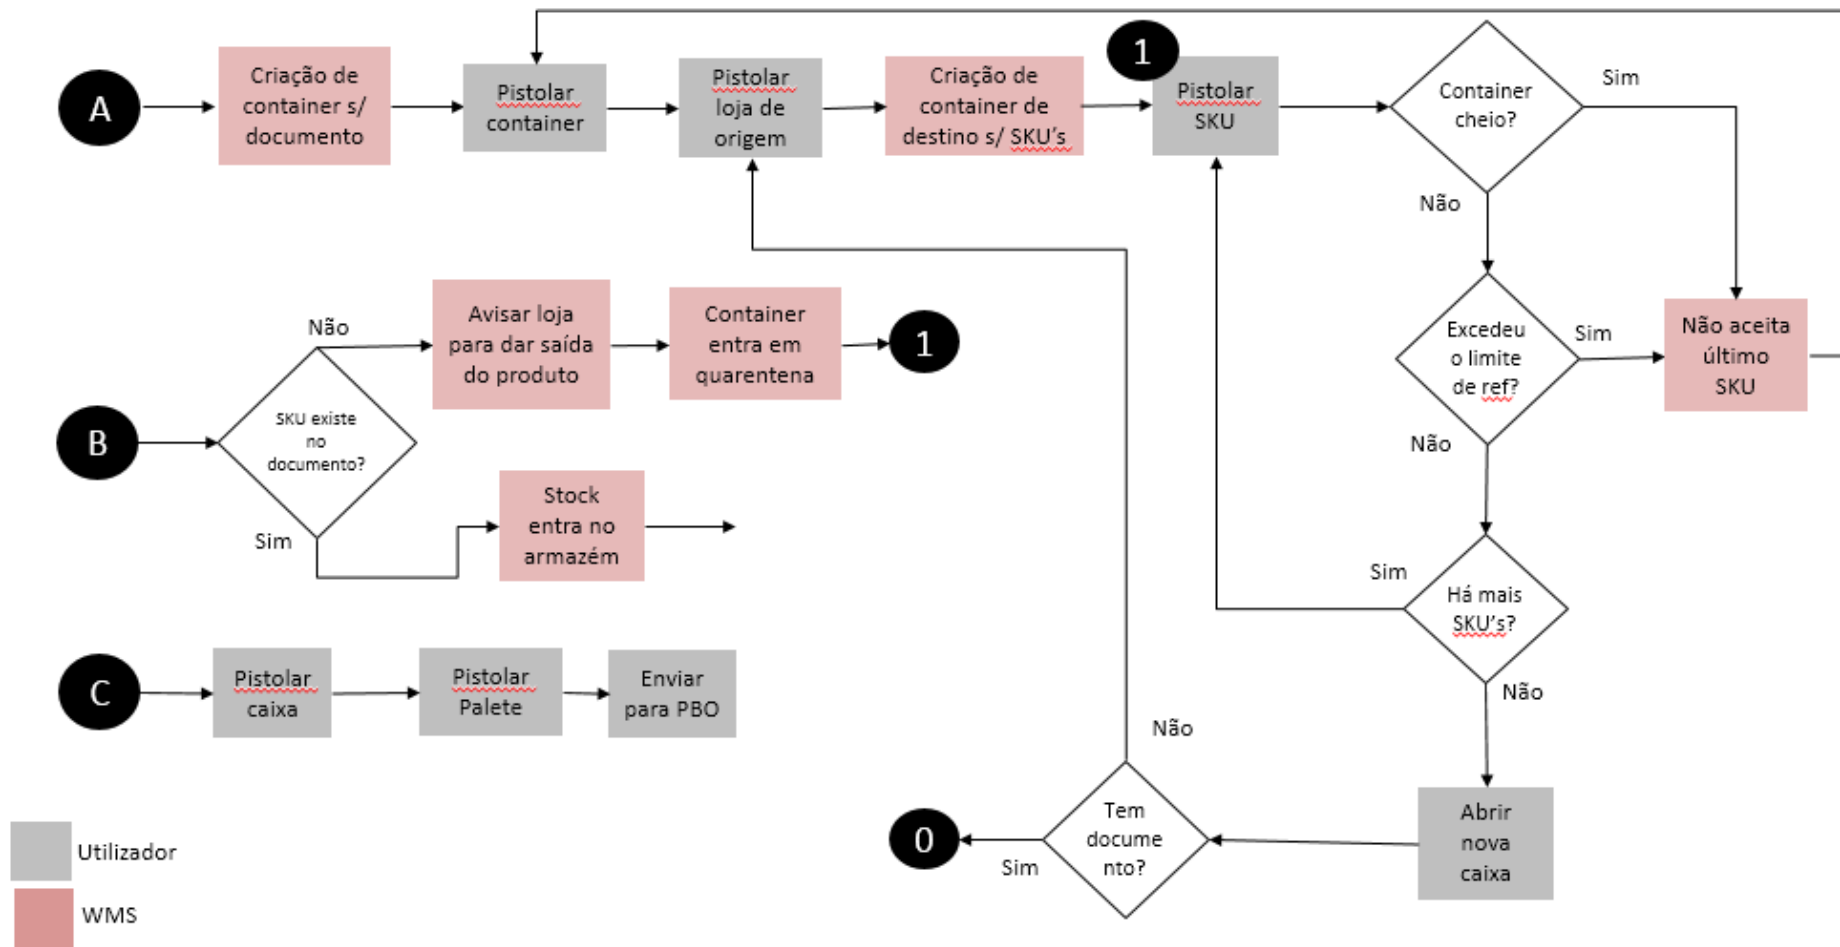 A
Criação de
container s/
documento
Pistolar
container
Pistolar
loja de
origem
Criação de
container de
destino s/ SKU's
1
Pistolar
SKU
Container
cheio?
Sim
Não
Excedeu
o limite
de ref?
Sim
Não aceita
último
SKU
Não
Há mais
SKU's?
Sim
Não
Abrir
nova
caixa
Tem
docume
nto?
Não
Sim
0
B
SKU existe
no
documento?
Não
Avisar loja
para dar saída
do produto
Container
entra em
quarentena
1
Sim
Stock
entra no
armazém
C
Pistolar
caixa
Pistolar
Palete
Enviar
para PBO
Utilizador
WMS